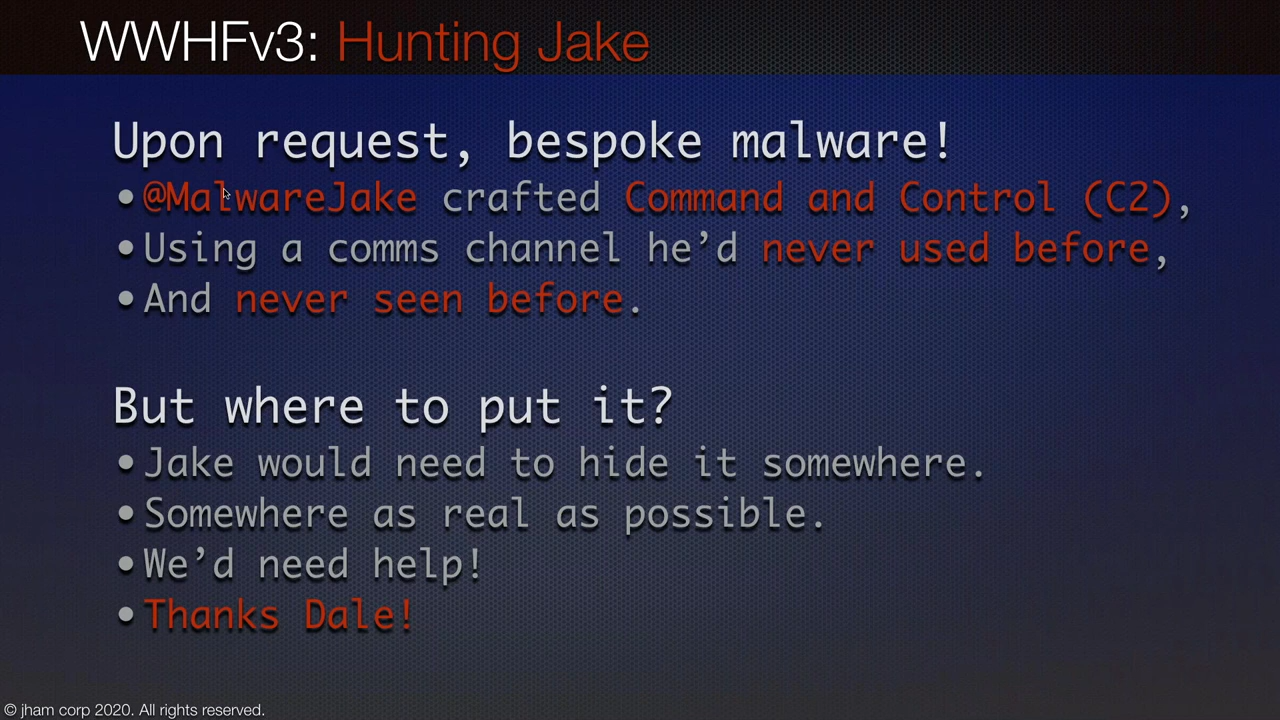 WWHFv3: Hunting Jake
Upon request, bespoke malware!
•@MalwareJake crafted Command and Control (C2),
•Using a comms channel he’d never used before,
•And never seen before.
But where to put it?
•Jake would need to hide it somewhere.
•Somewhere as real as possible.
•We’d need help!
•Thanks Dale!
© jham corp 2020. All rights reserved.